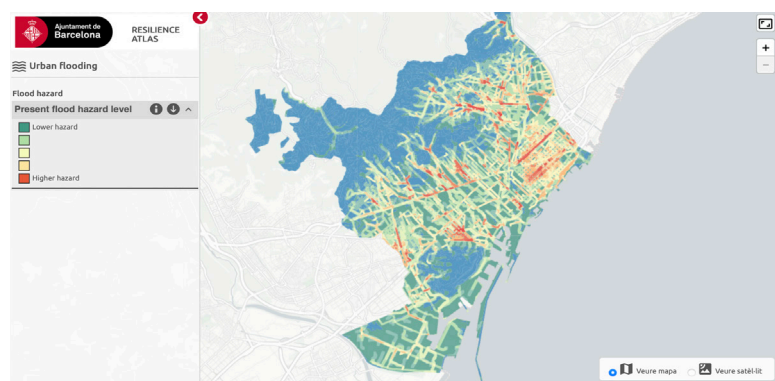 Ajuntament de
Barcelona
RESILIENCE
ATLAS
Urban flooding
Flood hazard
Present flood hazard level
Lower hazard
Higher hazard
Veure mapa
Veure satèl·lit